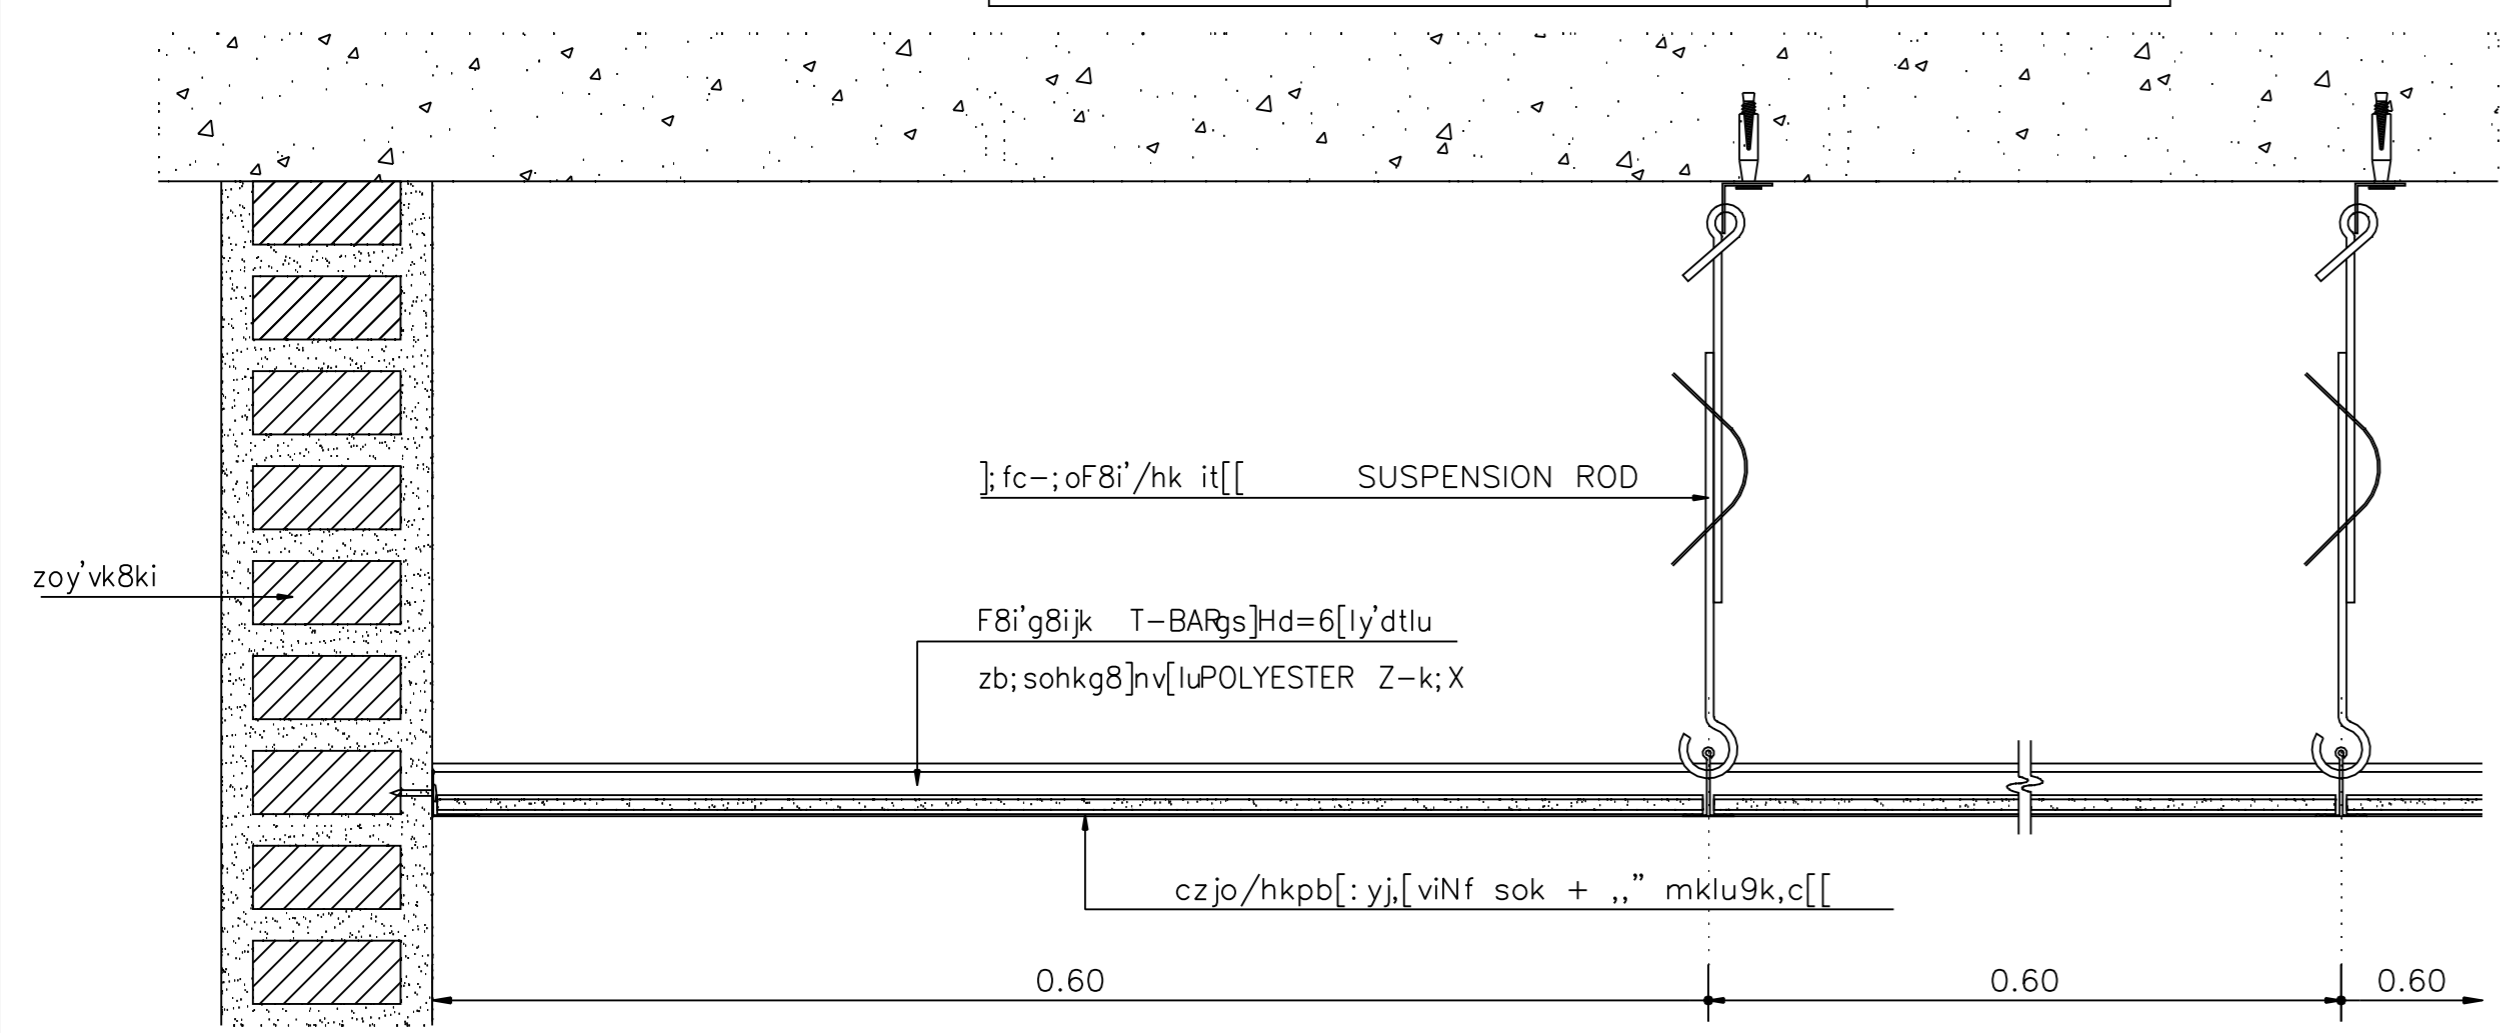 ];fc-;oF8i'/hk it[[ SUSPENSION ROD
zoy'vk8ki
F8i'g8ijk T-BARgs]Hd=6[ly'dtlu
zb;sohkg8]nv[luPOLYESTER Z-k;X
czjo/hkpb[:yj,[viNf sok + ,,” mklu9k,c[[
0.60 0.60 0.60